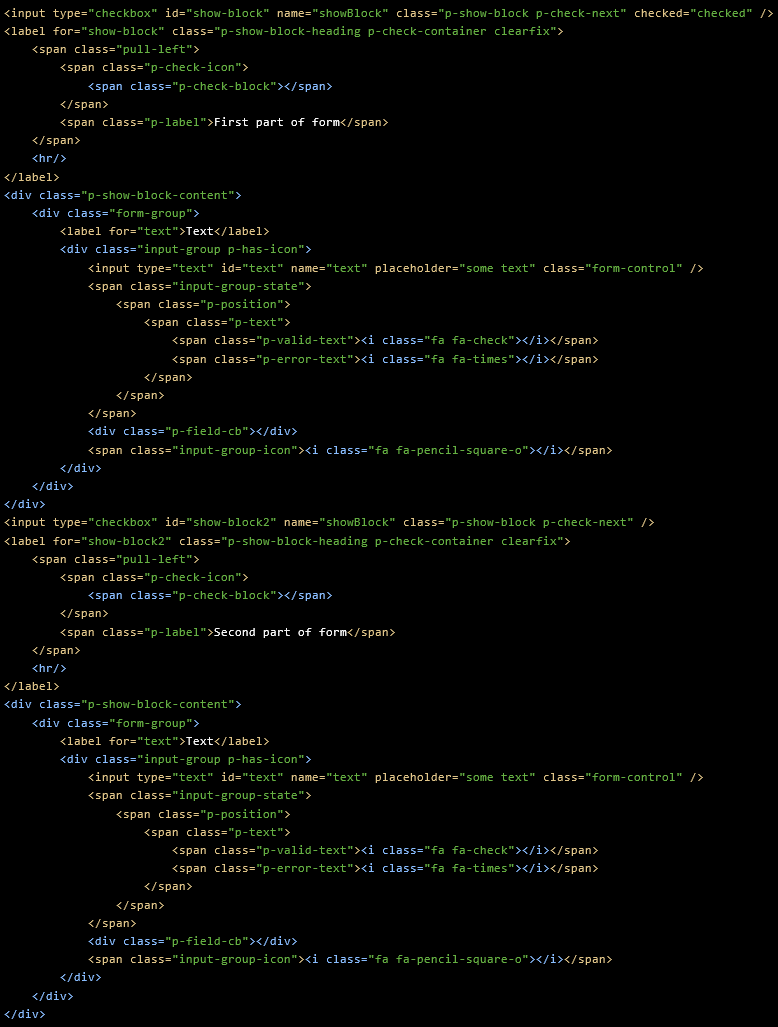 <input type="checkbox" id="show-block" name="showBlock" class="p-show-block p-check-next" checked="checked" />
<label for="show-block" class="p-show-block-heading p-check-container clearfix">
    <span class="pull-left">
        <span class="p-check-icon">
            <span class="p-check-block"></span>
        </span>
        <span class="p-label">First part of form</span>
    </span>
    <hr/>
</label>
<div class="p-show-block-content">
    <div class="form-group">
        <label for="text">Text</label>
        <div class="input-group p-has-icon">
            <input type="text" id="text" name="text" placeholder="some text" class="form-control" />
            <span class="input-group-state">
                <span class="p-position">
                    <span class="p-text">
                        <span class="p-valid-text"><i class="fa fa-check"></i></span>
                        <span class="p-error-text"><i class="fa fa-times"></i></span>
                    </span>
                </span>
            </span>
            <div class="p-field-cb"></div>
            <span class="input-group-icon"><i class="fa fa-pencil-square-o"></i></span>
        </div>
    </div>
</div>
<input type="checkbox" id="show-block2" name="showBlock" class="p-show-block p-check-next" />
<label for="show-block2" class="p-show-block-heading p-check-container clearfix">
    <span class="pull-left">
        <span class="p-check-icon">
            <span class="p-check-block"></span>
        </span>
        <span class="p-label">Second part of form</span>
    </span>
    <hr/>
</label>
<div class="p-show-block-content">
    <div class="form-group">
        <label for="text">Text</label>
        <div class="input-group p-has-icon">
            <input type="text" id="text" name="text" placeholder="some text" class="form-control" />
            <span class="input-group-state">
                <span class="p-position">
                    <span class="p-text">
                        <span class="p-valid-text"><i class="fa fa-check"></i></span>
                        <span class="p-error-text"><i class="fa fa-times"></i></span>
                    </span>
                </span>
            </span>
            <div class="p-field-cb"></div>
            <span class="input-group-icon"><i class="fa fa-pencil-square-o"></i></span>
        </div>
    </div>
</div>